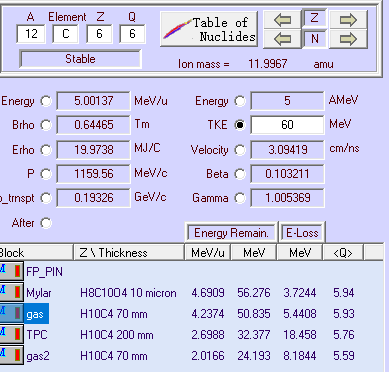 A Element Z Q
12 C 6 6
Table of
Nuclides
Z
N
Stable
Ion mass = 11.9967 amu
Energy 5.00137 MeV/u Energy 5 AMeV
Brho 0.64465 Tm TKE 60 MeV
Erho 19.9738 MJ/C Velocity 3.09419 cm/ns
P 1159.56 MeV/c Beta 0.103211
o_trnspt 0.19326 GeV/c Gamma 1.005369
After
Energy Remain. E-Loss
Block Z \ Thickness MeV/u MeV MeV <Q>
M FP_PIN
M Mylar H8C10O4 10 micron 4.6909 56.276 3.7244 5.94
M gas H10C4 70 mm 4.2374 50.835 5.4408 5.93
M TPC H10C4 200 mm 2.6988 32.377 18.458 5.76
M gas2 H10C4 70 mm 2.0166 24.193 8.1844 5.59